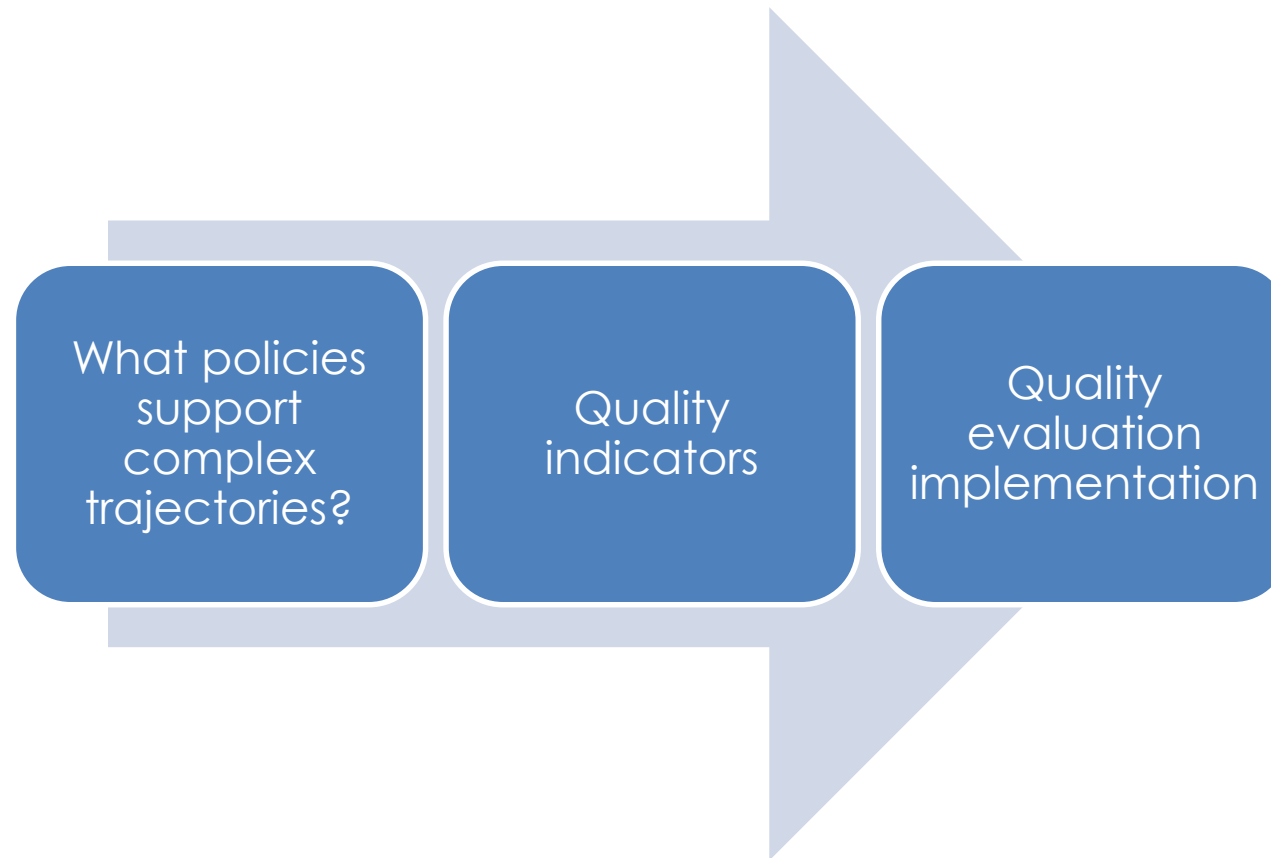 What policies
support
complex
trajectories?
Quality
indicators
Quality
evaluation
implementation